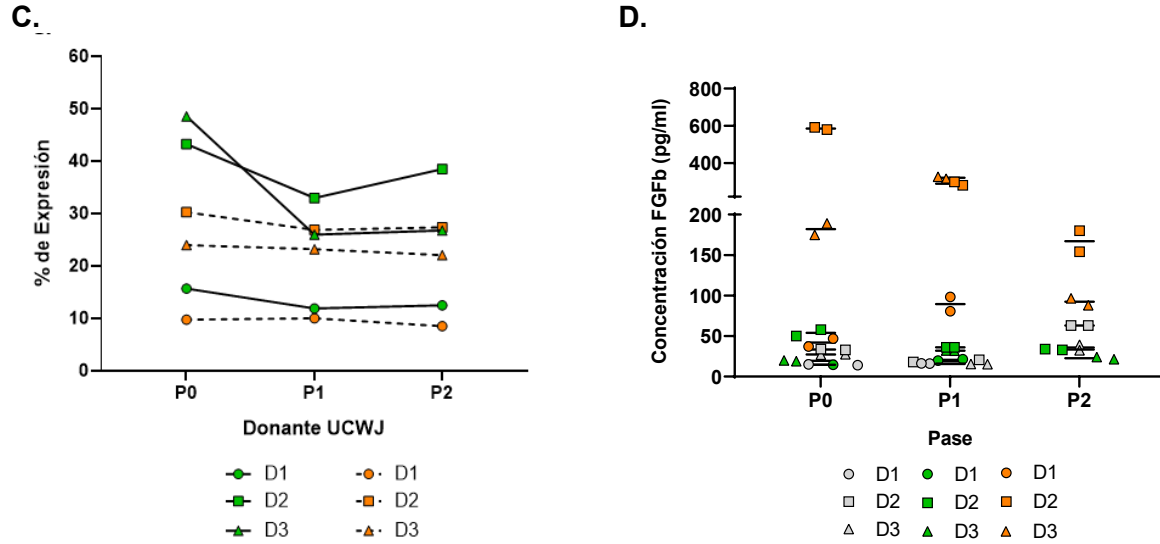 C.
60
50
40
30
20
10
0
% de Expresión
P0 P1 P2
Donante UCWJ
D1 D1
D2 D2
D3 D3
D.
800
600
400
200
150
100
50
0
Concentración FGFb (pg/ml)
P0 P1 P2
Pase
D1 D1 D1
D2 D2 D2
D3 D3 D3